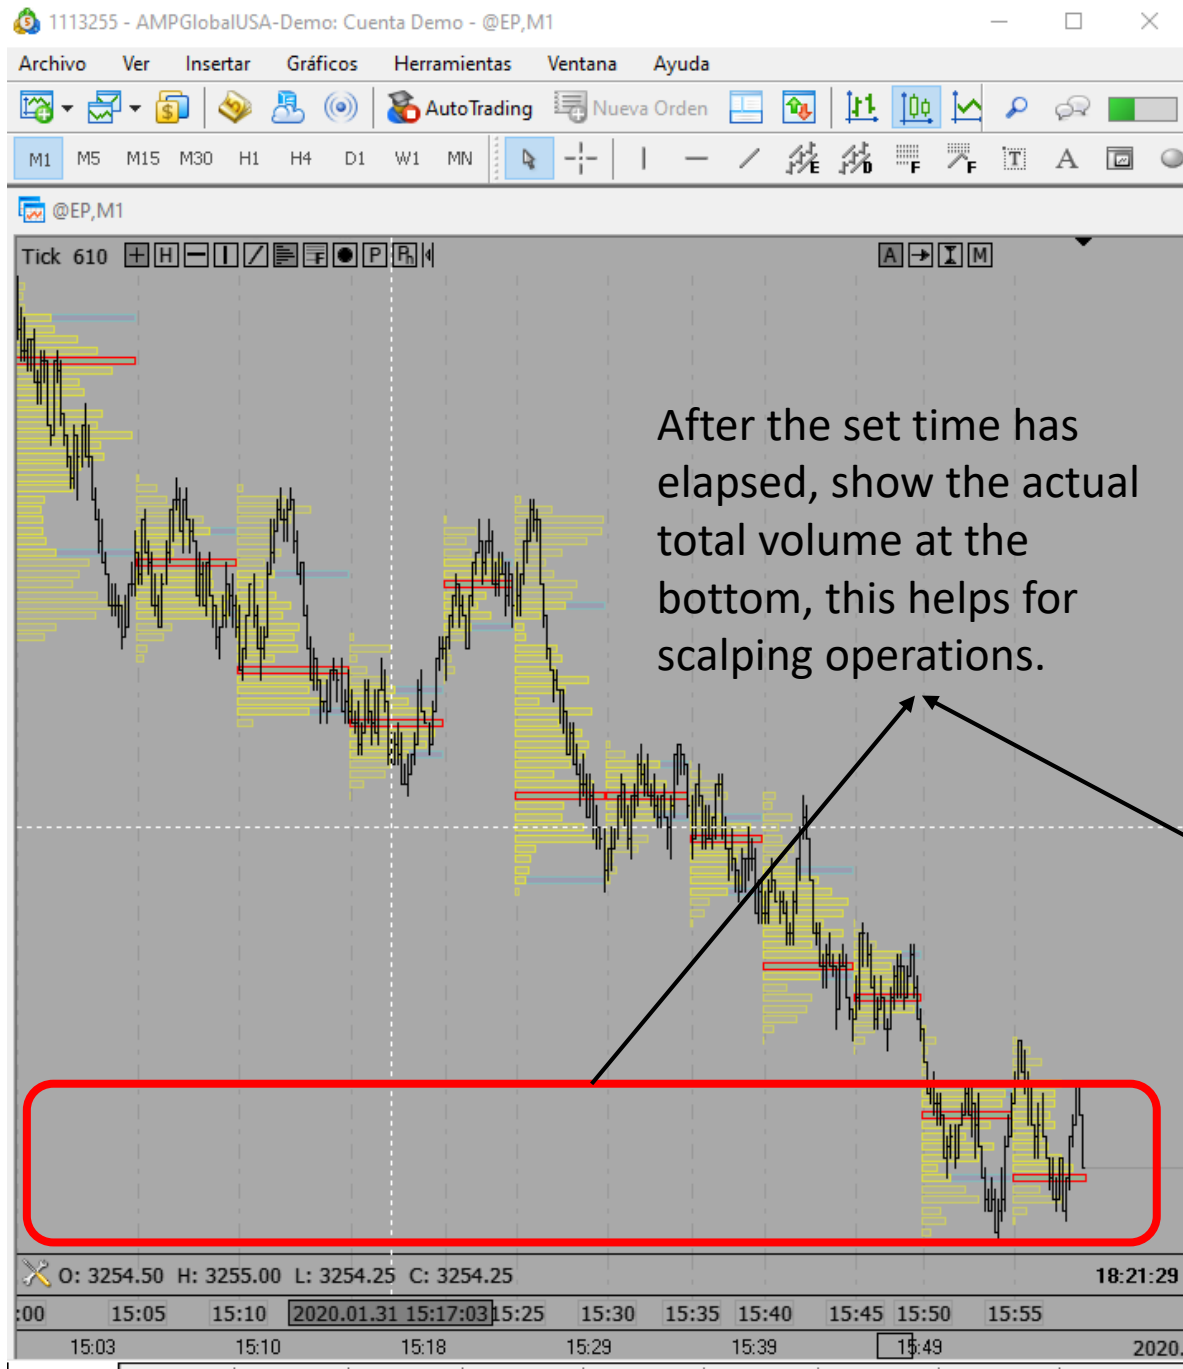 1113255 - AMPGlobalUSA-Demo: Cuenta Demo - @EP,M1
Archivo Ver Insertar Gráficos Herramientas Ventana Ayuda
AutoTrading Nueva Orden
M1 M5 M15 M30 H1 H4 D1 W1 MN E D F F T A
@EP,M1
Tick 610 H F P Ph A M
After the set time has
elapsed, show the actual
total volume at the
bottom, this helps for
scalping operations.
O: 3254.50 H: 3255.00 L: 3254.25 C: 3254.25 18:21:29
:00 15:05 15:10 2020.01.31 15:17:03 15:25 15:30 15:35 15:40 15:45 15:50 15:55
15:03 15:10 15:18 15:29 15:39 15:49 2020.